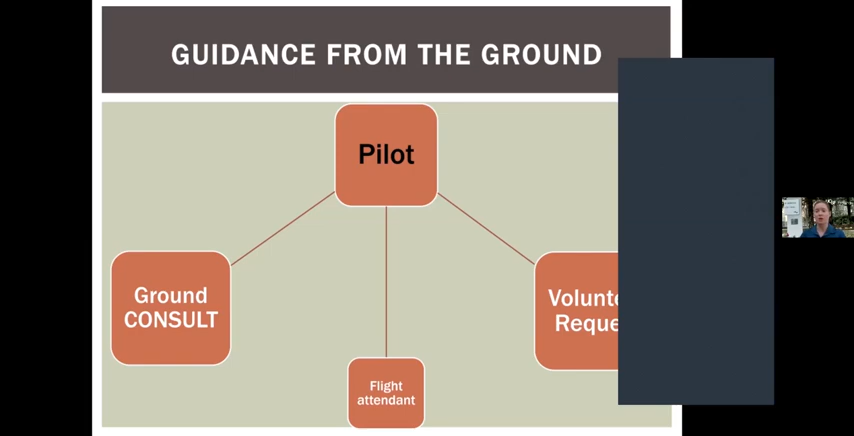 GUIDANCE FROM THE GROUND
Pilot
Ground
CONSULT
Volunte
Reque
Flight
attendant